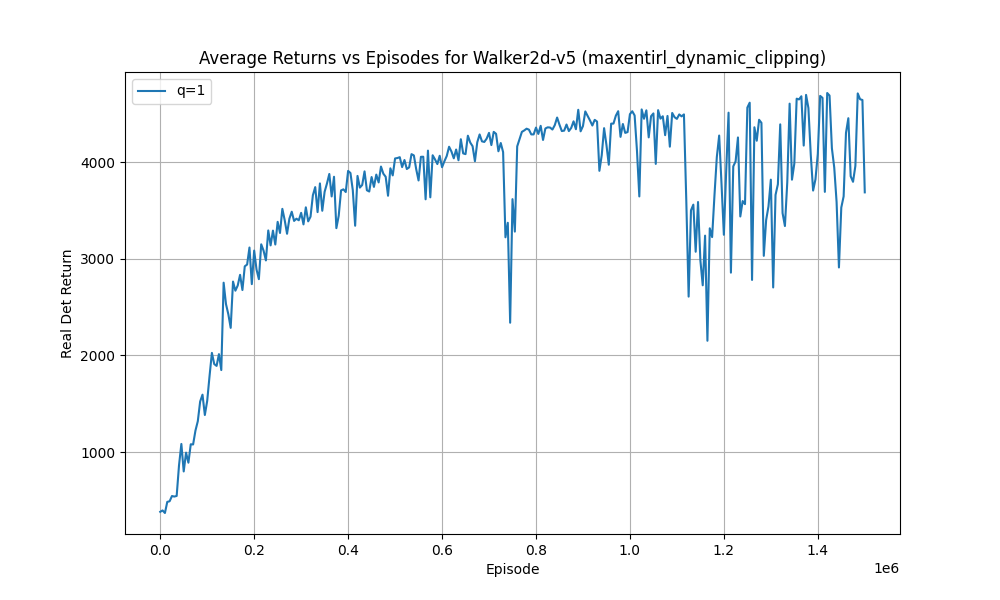 Average Returns vs Episodes for Walker2d-v5 (maxentirl_dynamic_clipping)
q=1
4000
3000
2000
1000
Real Det Return
0.0 0.2 0.4 0.6 0.8 1.0 1.2 1.4
1e6
Episode